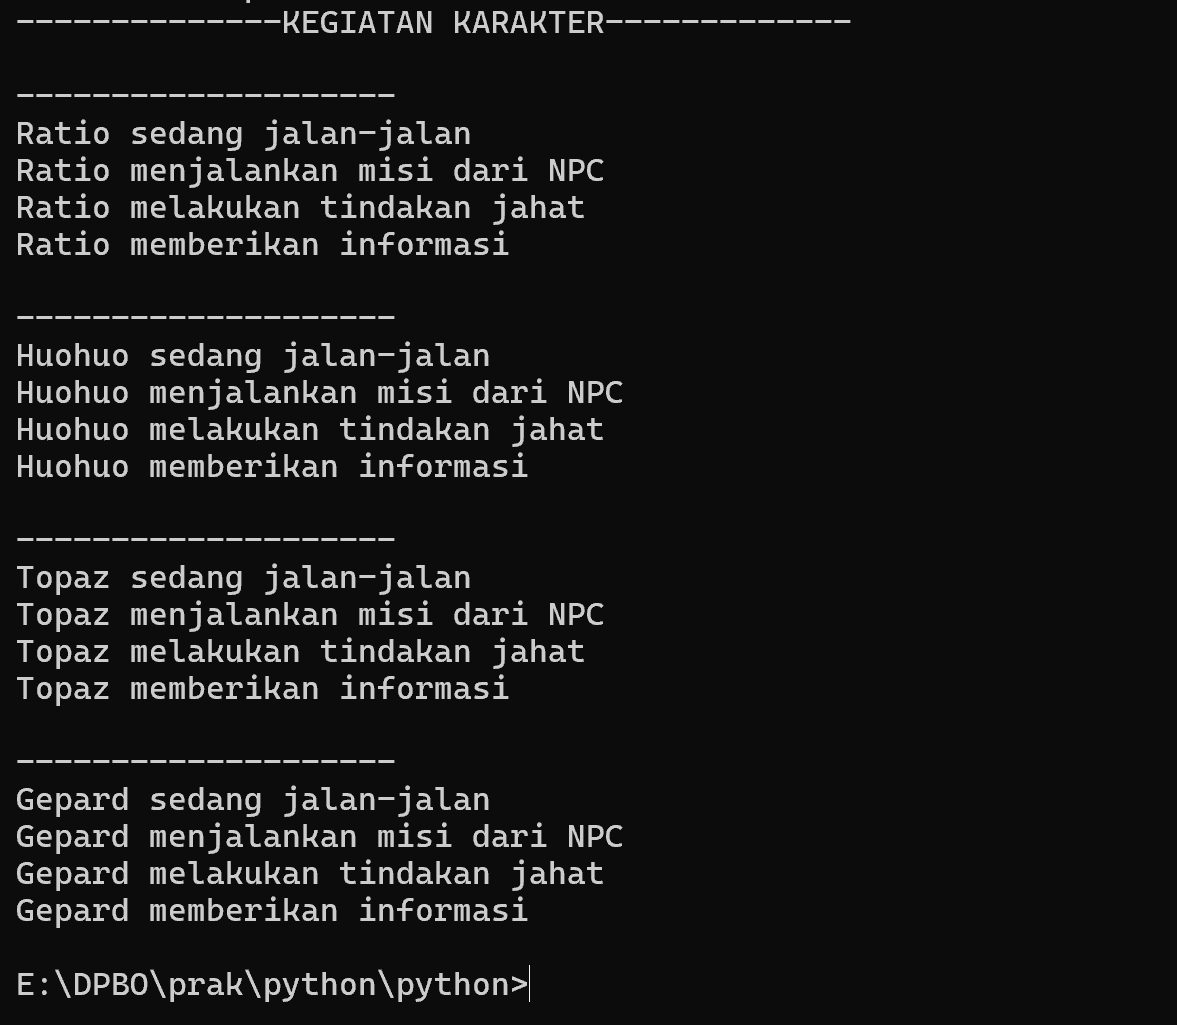 --------------KEGIATAN KARAKTER-------------
--------------------
Ratio sedang jalan-jalan
Ratio menjalankan misi dari NPC
Ratio melakukan tindakan jahat
Ratio memberikan informasi
--------------------
Huohuo sedang jalan-jalan
Huohuo menjalankan misi dari NPC
Huohuo melakukan tindakan jahat
Huohuo memberikan informasi
--------------------
Topaz sedang jalan-jalan
Topaz menjalankan misi dari NPC
Topaz melakukan tindakan jahat
Topaz memberikan informasi
--------------------
Gepard sedang jalan-jalan
Gepard menjalankan misi dari NPC
Gepard melakukan tindakan jahat
Gepard memberikan informasi
E:\DPBO\prak\python\python>